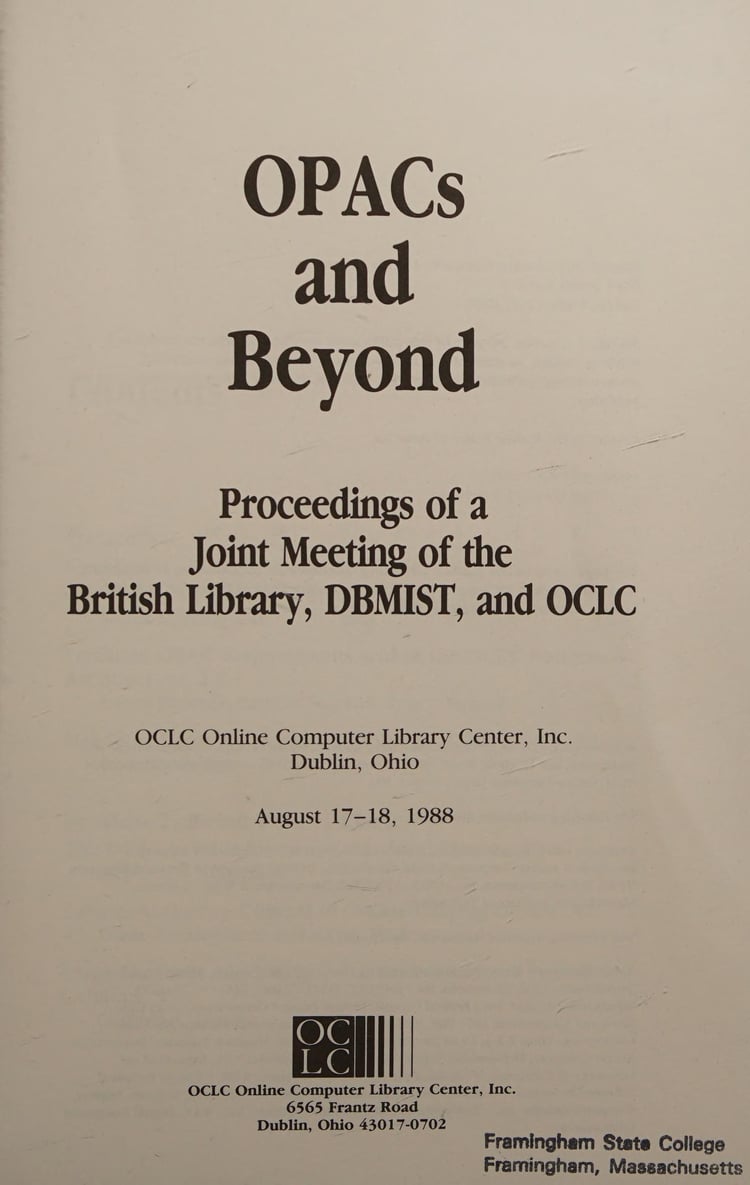 OPACs
and
Beyond
Proceedings of a
Joint Meeting of the
British Library, DBMIST, and OCLC
OCLC Online Computer Library Center, Inc.
Dublin, Ohio
August 17–18, 1988
OC
LC
OCLC Online Computer Library Center, Inc.
6565 Frantz Road
Dublin, Ohio 43017-0702
Framingham State College
Framingham, Massachusetts